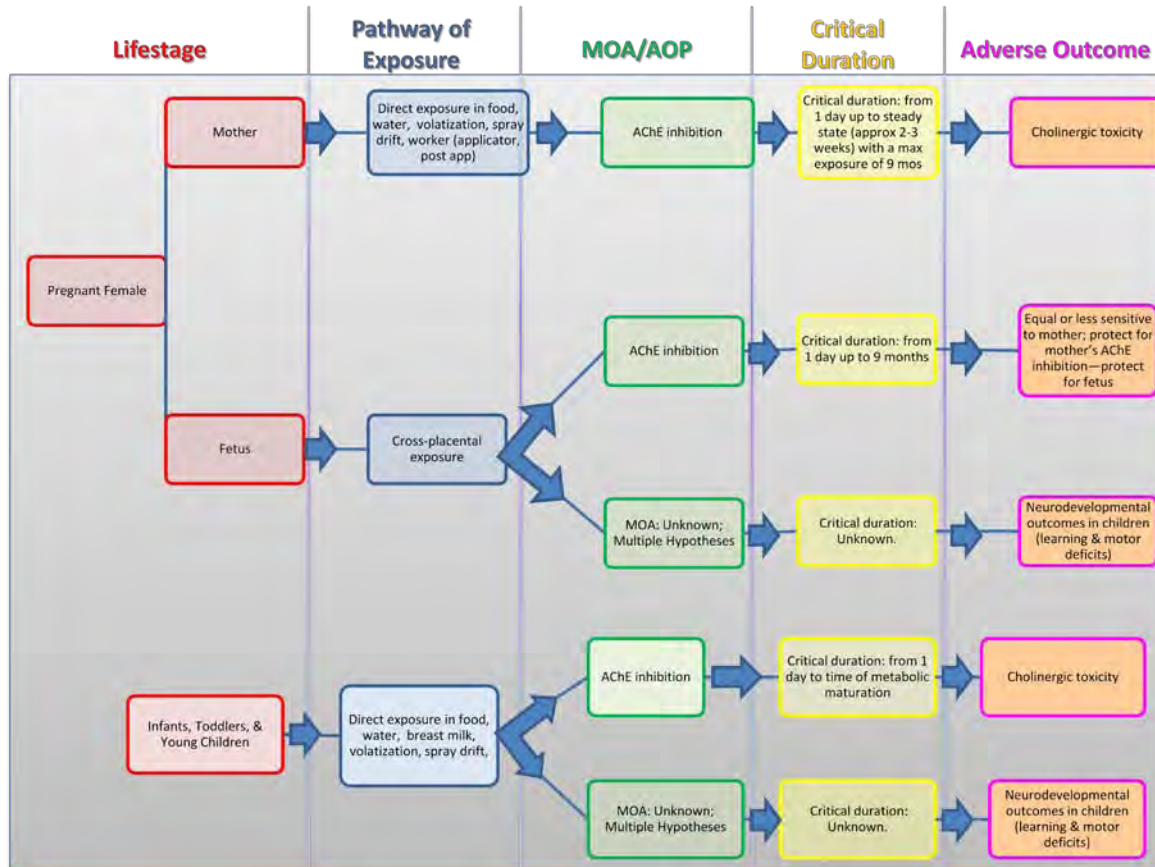 Lifestage
Pathway of
Exposure
MOA/AOP
Critical
Duration
Adverse Outcome
Mother
Direct exposure in food,
water, volatization, spray
drift, worker (applicator,
post app)
AChE inhibition
Critical duration: from
1 day up to steady
state (approx 2-3
weeks) with a max
exposure of 9 mos
Cholinergic toxicity
Pregnant Female
AChE inhibition
Critical duration: from
1 day up to 9 months
Equal or less sensitive
to mother; protect for
mother's AChE
inhibition—protect
for fetus
Fetus
Cross-placental
exposure
MOA: Unknown;
Multiple Hypotheses
Critical duration:
Unknown.
Neurodevelopmental
outcomes in children
(learning & motor
deficits)
Infants, Toddlers, &
Young Children
Direct exposure in food,
water, breast milk,
volatization, spray drift,
AChE inhibition
Critical duration: from 1
day to time of metabolic
maturation
Cholinergic toxicity
MOA: Unknown;
Multiple Hypotheses
Critical duration:
Unknown.
Neurodevelopmental
outcomes in children
(learning & motor
deficits)